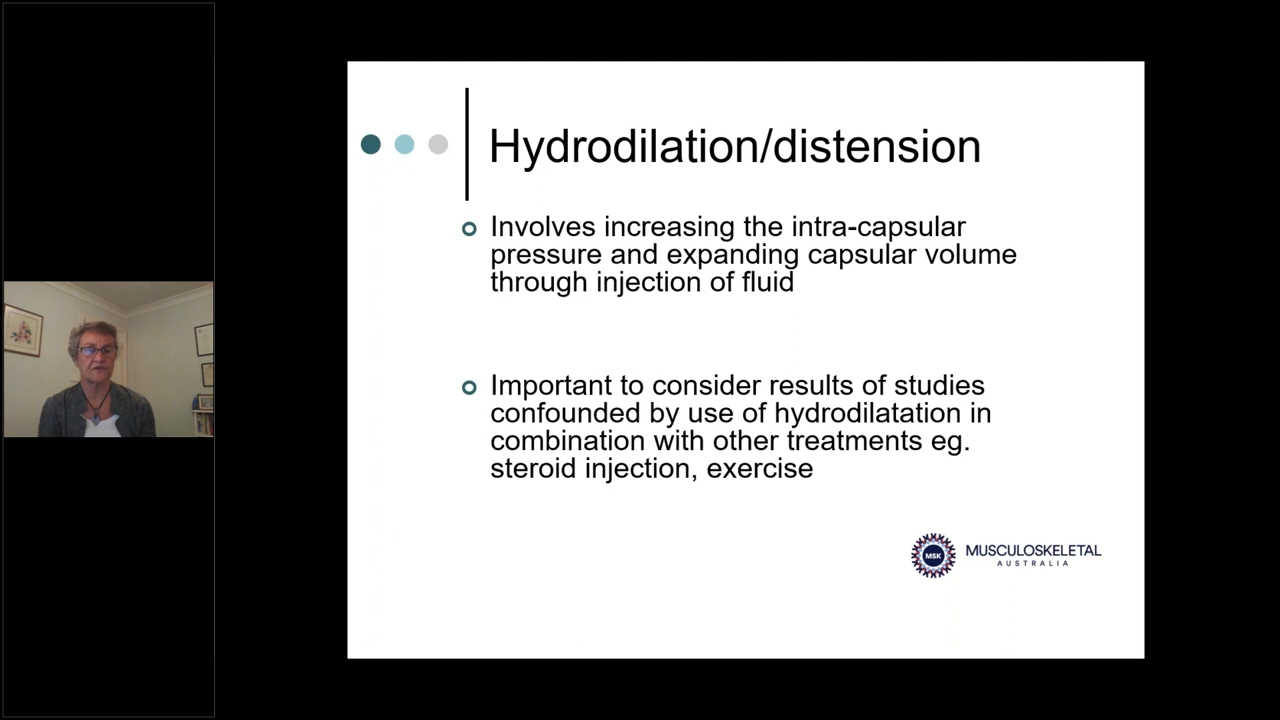 Hydrodilation/distension
Involves increasing the intra-capsular
pressure and expanding capsular volume
through injection of fluid
Important to consider results of studies
confounded by use of hydrodilatation in
combination with other treatments eg.
steroid injection, exercise
MSK
MUSCULOSKELETAL
AUSTRALIA